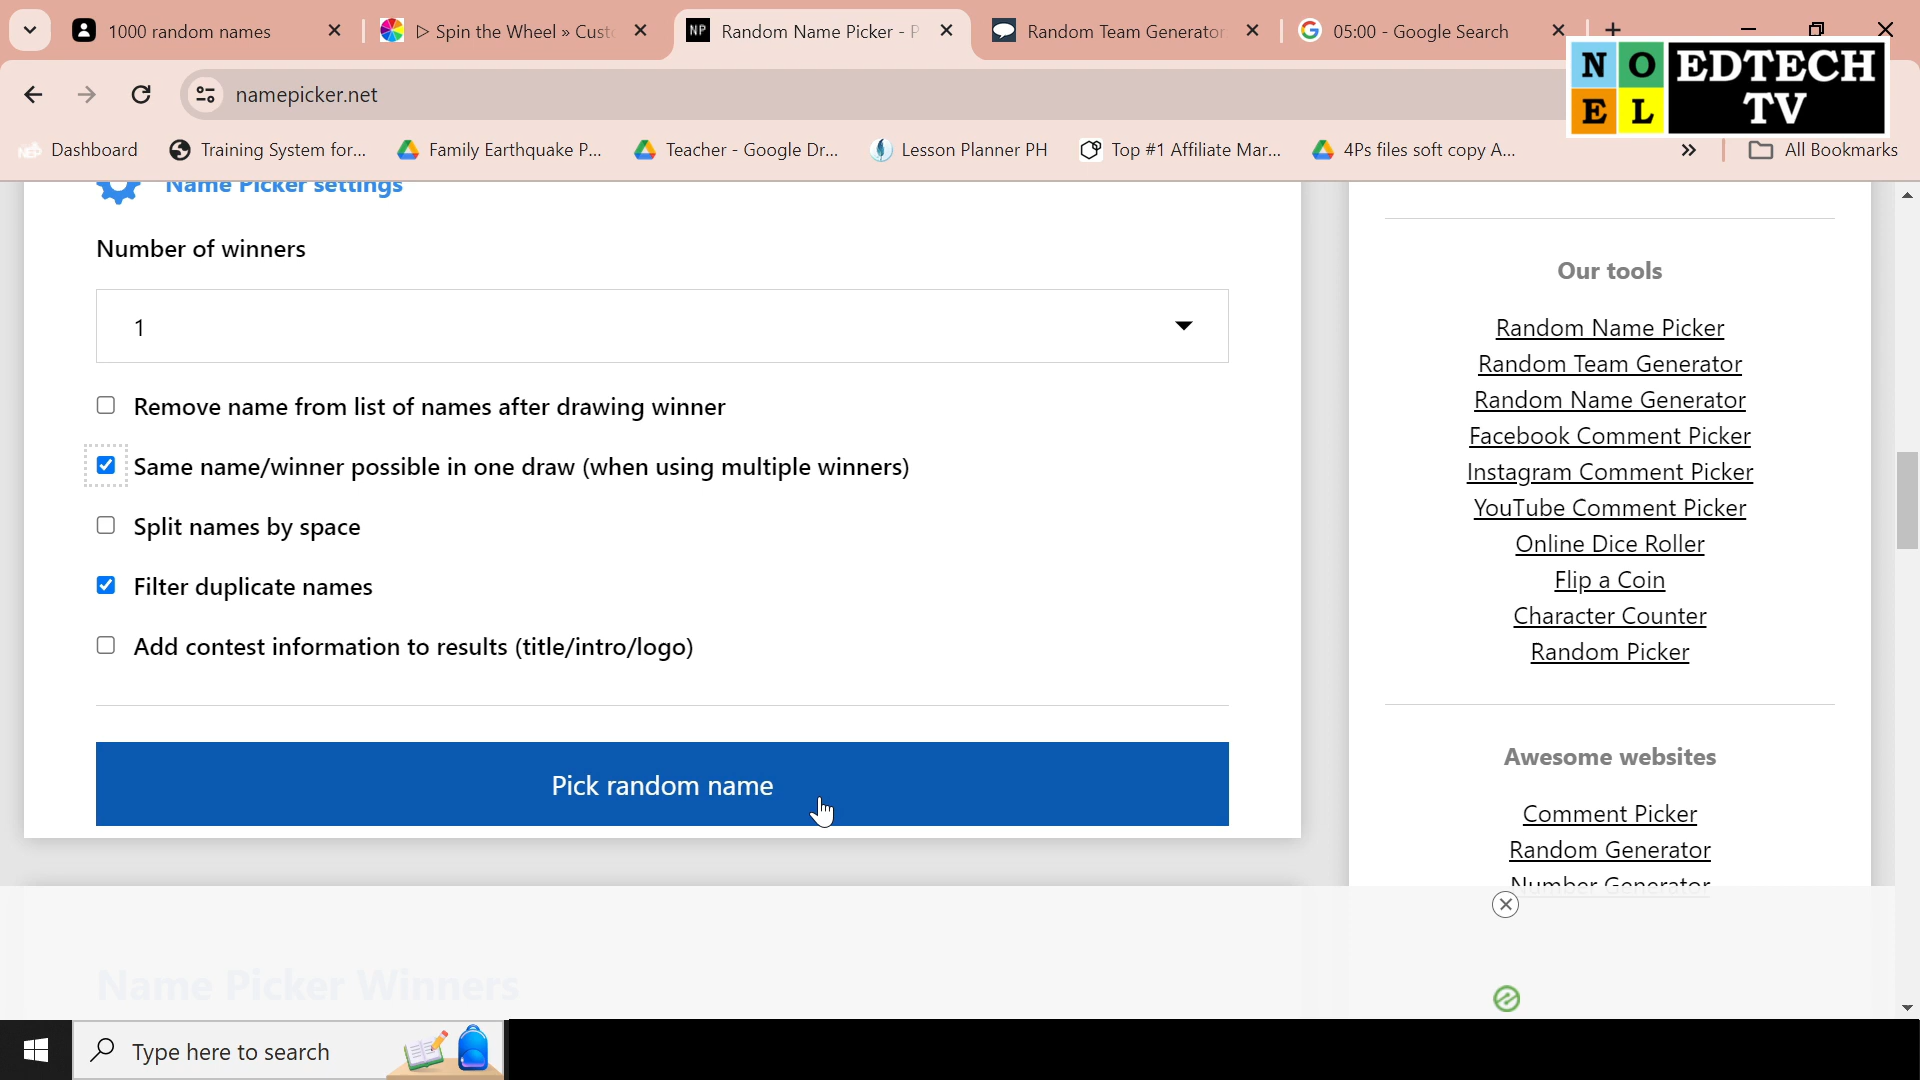 1000 random names
▷ Spin the Wheel » Custo
NP
Random Name Picker - P
Random Team Generator
05:00 - Google Search
namepicker.net
NOEL
EDTECH
TV
Dashboard
Training System for...
Family Earthquake P...
Teacher - Google Dr...
Lesson Planner PH
Top #1 Affiliate Mar...
4Ps files soft copy A...
»
All Bookmarks
Name Picker settings
Number of winners
1
Remove name from list of names after drawing winner
Same name/winner possible in one draw (when using multiple winners)
Split names by space
Filter duplicate names
Add contest information to results (title/intro/logo)
Pick random name
Name Picker Winners
Our tools
Random Name Picker
Random Team Generator
Random Name Generator
Facebook Comment Picker
Instagram Comment Picker
YouTube Comment Picker
Online Dice Roller
Flip a Coin
Character Counter
Random Picker
Awesome websites
Comment Picker
Random Generator
Number Generator
Type here to search